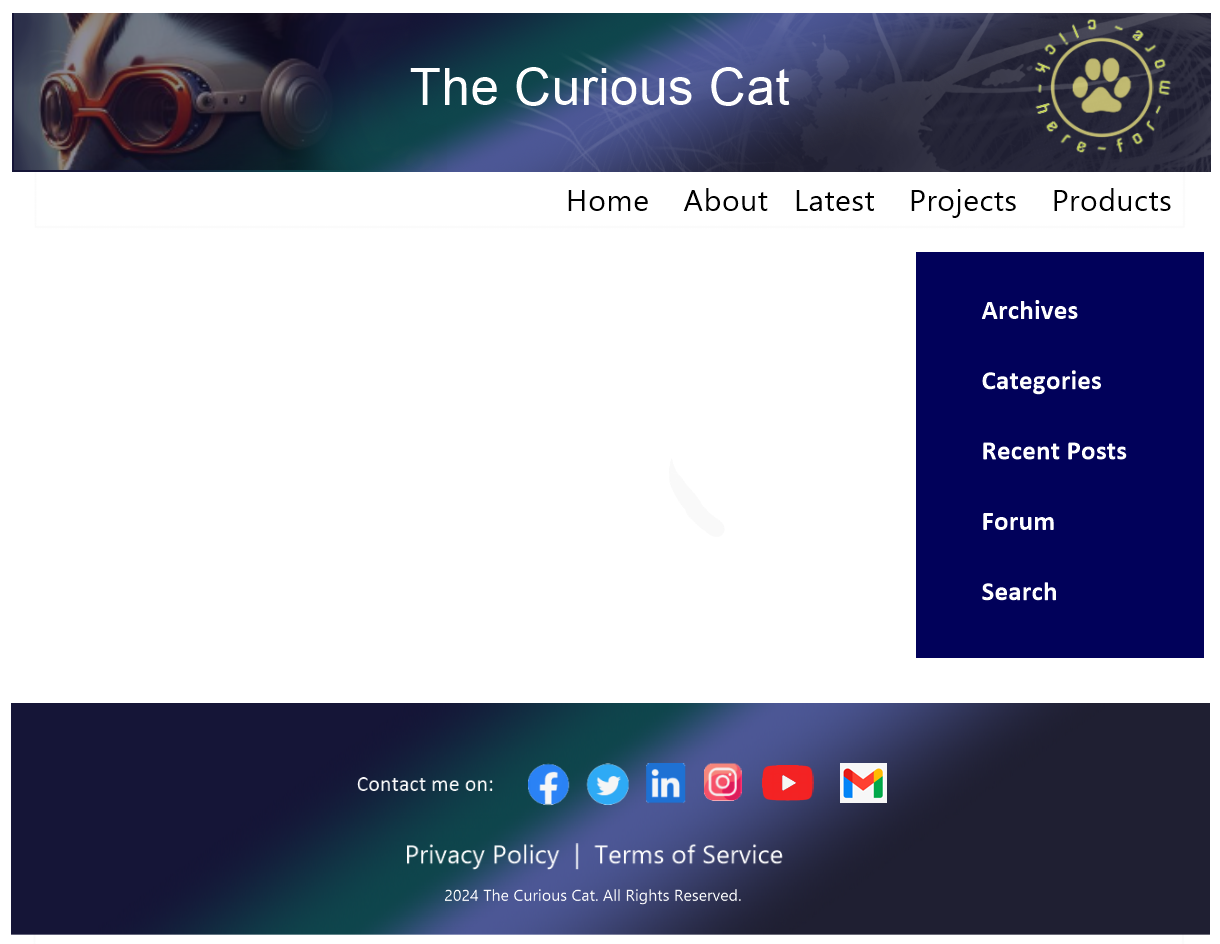 The Curious Cat
click-here-for-more-
Home About Latest Projects Products
Archives
Categories
Recent Posts
Forum
Search
Contact me on: f in
Privacy Policy | Terms of Service
2024 The Curious Cat. All Rights Reserved.